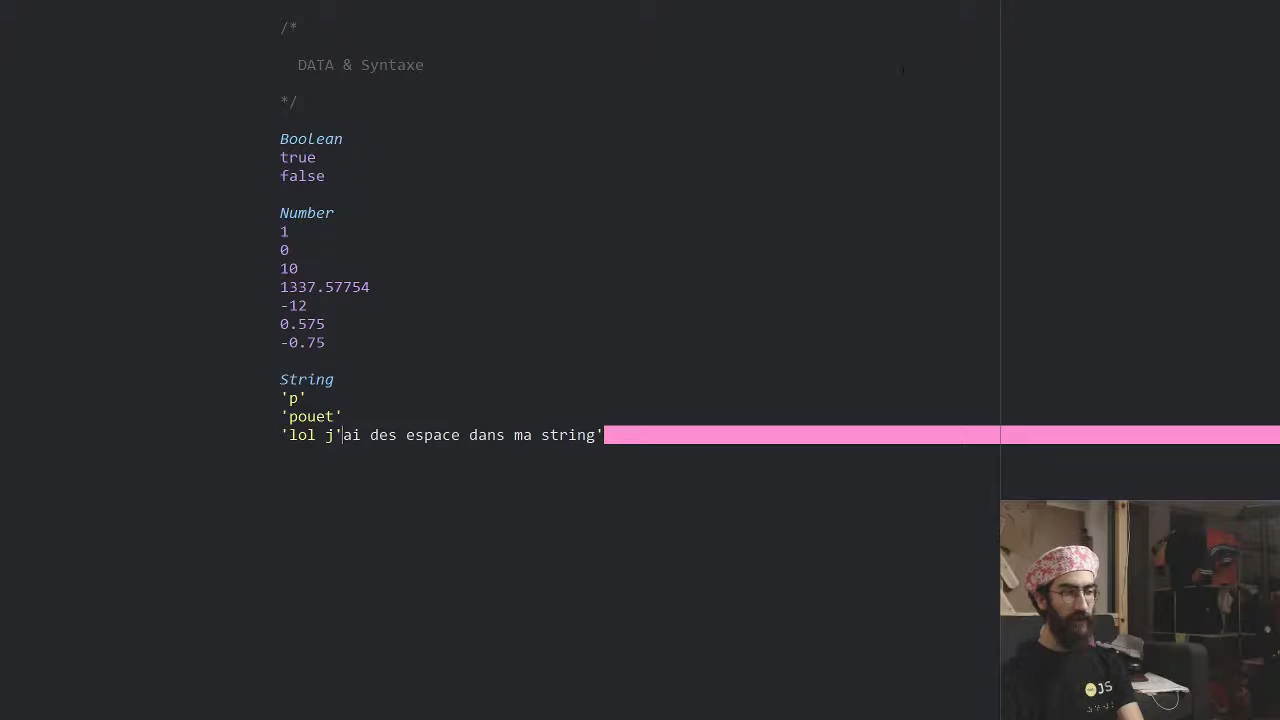 /*
DATA & Syntaxe
*/
Boolean
true
false
Number
1
0
10
1337.57754
-12
0.575
-0.75
String
'p'
'pouet'
'lol j'ai des espace dans ma string'
JS